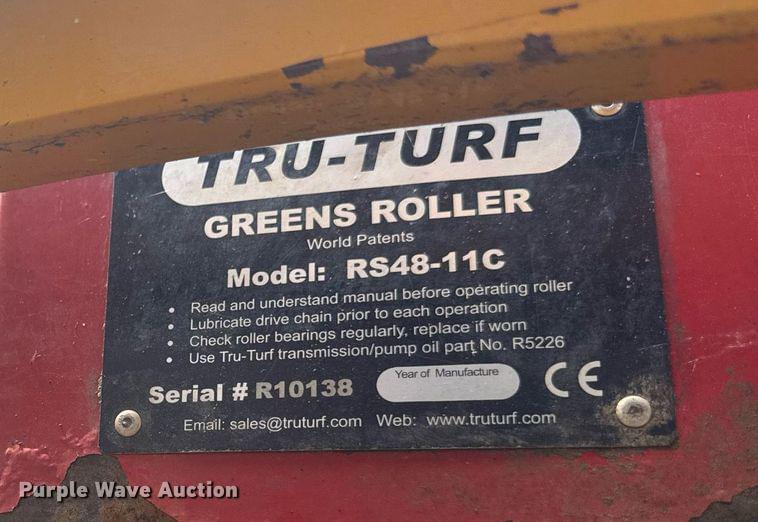 TRU-TURF
GREENS ROLLER
World Patents
Model: RS48-11C
• Read and understand manual before operating roller
• Lubricate drive chain prior to each operation
• Check roller bearings regularly, replace if worn
• Use Tru-Turf transmission/pump oil part No. R5226
Serial # R10138 Year of Manufacture CE
Email: sales@truturf.com Web: www.truturf.com
Purple Wave Auction